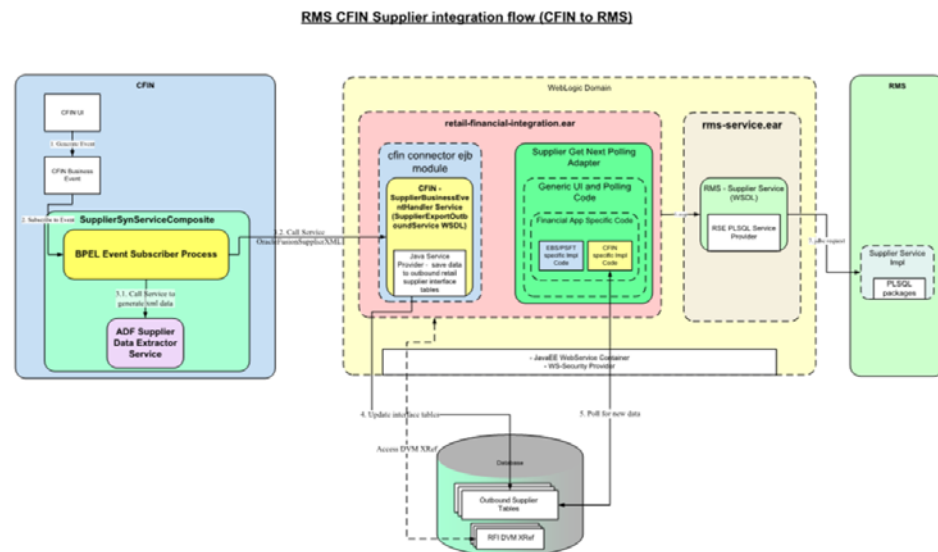 RMS CFIN Supplier integration flow (CFIN to RMS)
CFIN
CFIN UI
1. Generate Event
CFIN Business
Event
2. Subscribe to Event
SupplierSynServiceComposite
BPEL Event Subscriber Process
3.1. Call Service to
generate xml data
ADF Supplier
Data Extractor
Service
3.2. Call Service
OracleFusionSupplierXML1
WebLogic Domain
retail-financial-integration.ear
cfin connector ejb
module
CFIN -
SupplierBusinessEve
ntHandler Service
(SupplierExportOutb
oundService WSDL)
Java Service
Provider - save data
to outbound retail
supplier interface
tables
Supplier Get Next Polling
Adapter
Generic UI and Polling
Code
Financial App Specific Code
EBS/PSFT
specific Impl
Code
CFIN
specific Impl
Code
rms-service.ear
RMS - Supplier Service
(WSDL)
RSE PLSQL Service
Provider
RMS
Supplier Service
Impl
PLSQL
packages
- JavaEE WebService Container
- WS-Security Provider
4. Update interface tables
5. Poll for new data
Access DVM XRef
Database
Outbound Supplier
Tables
RFI DVM XRef